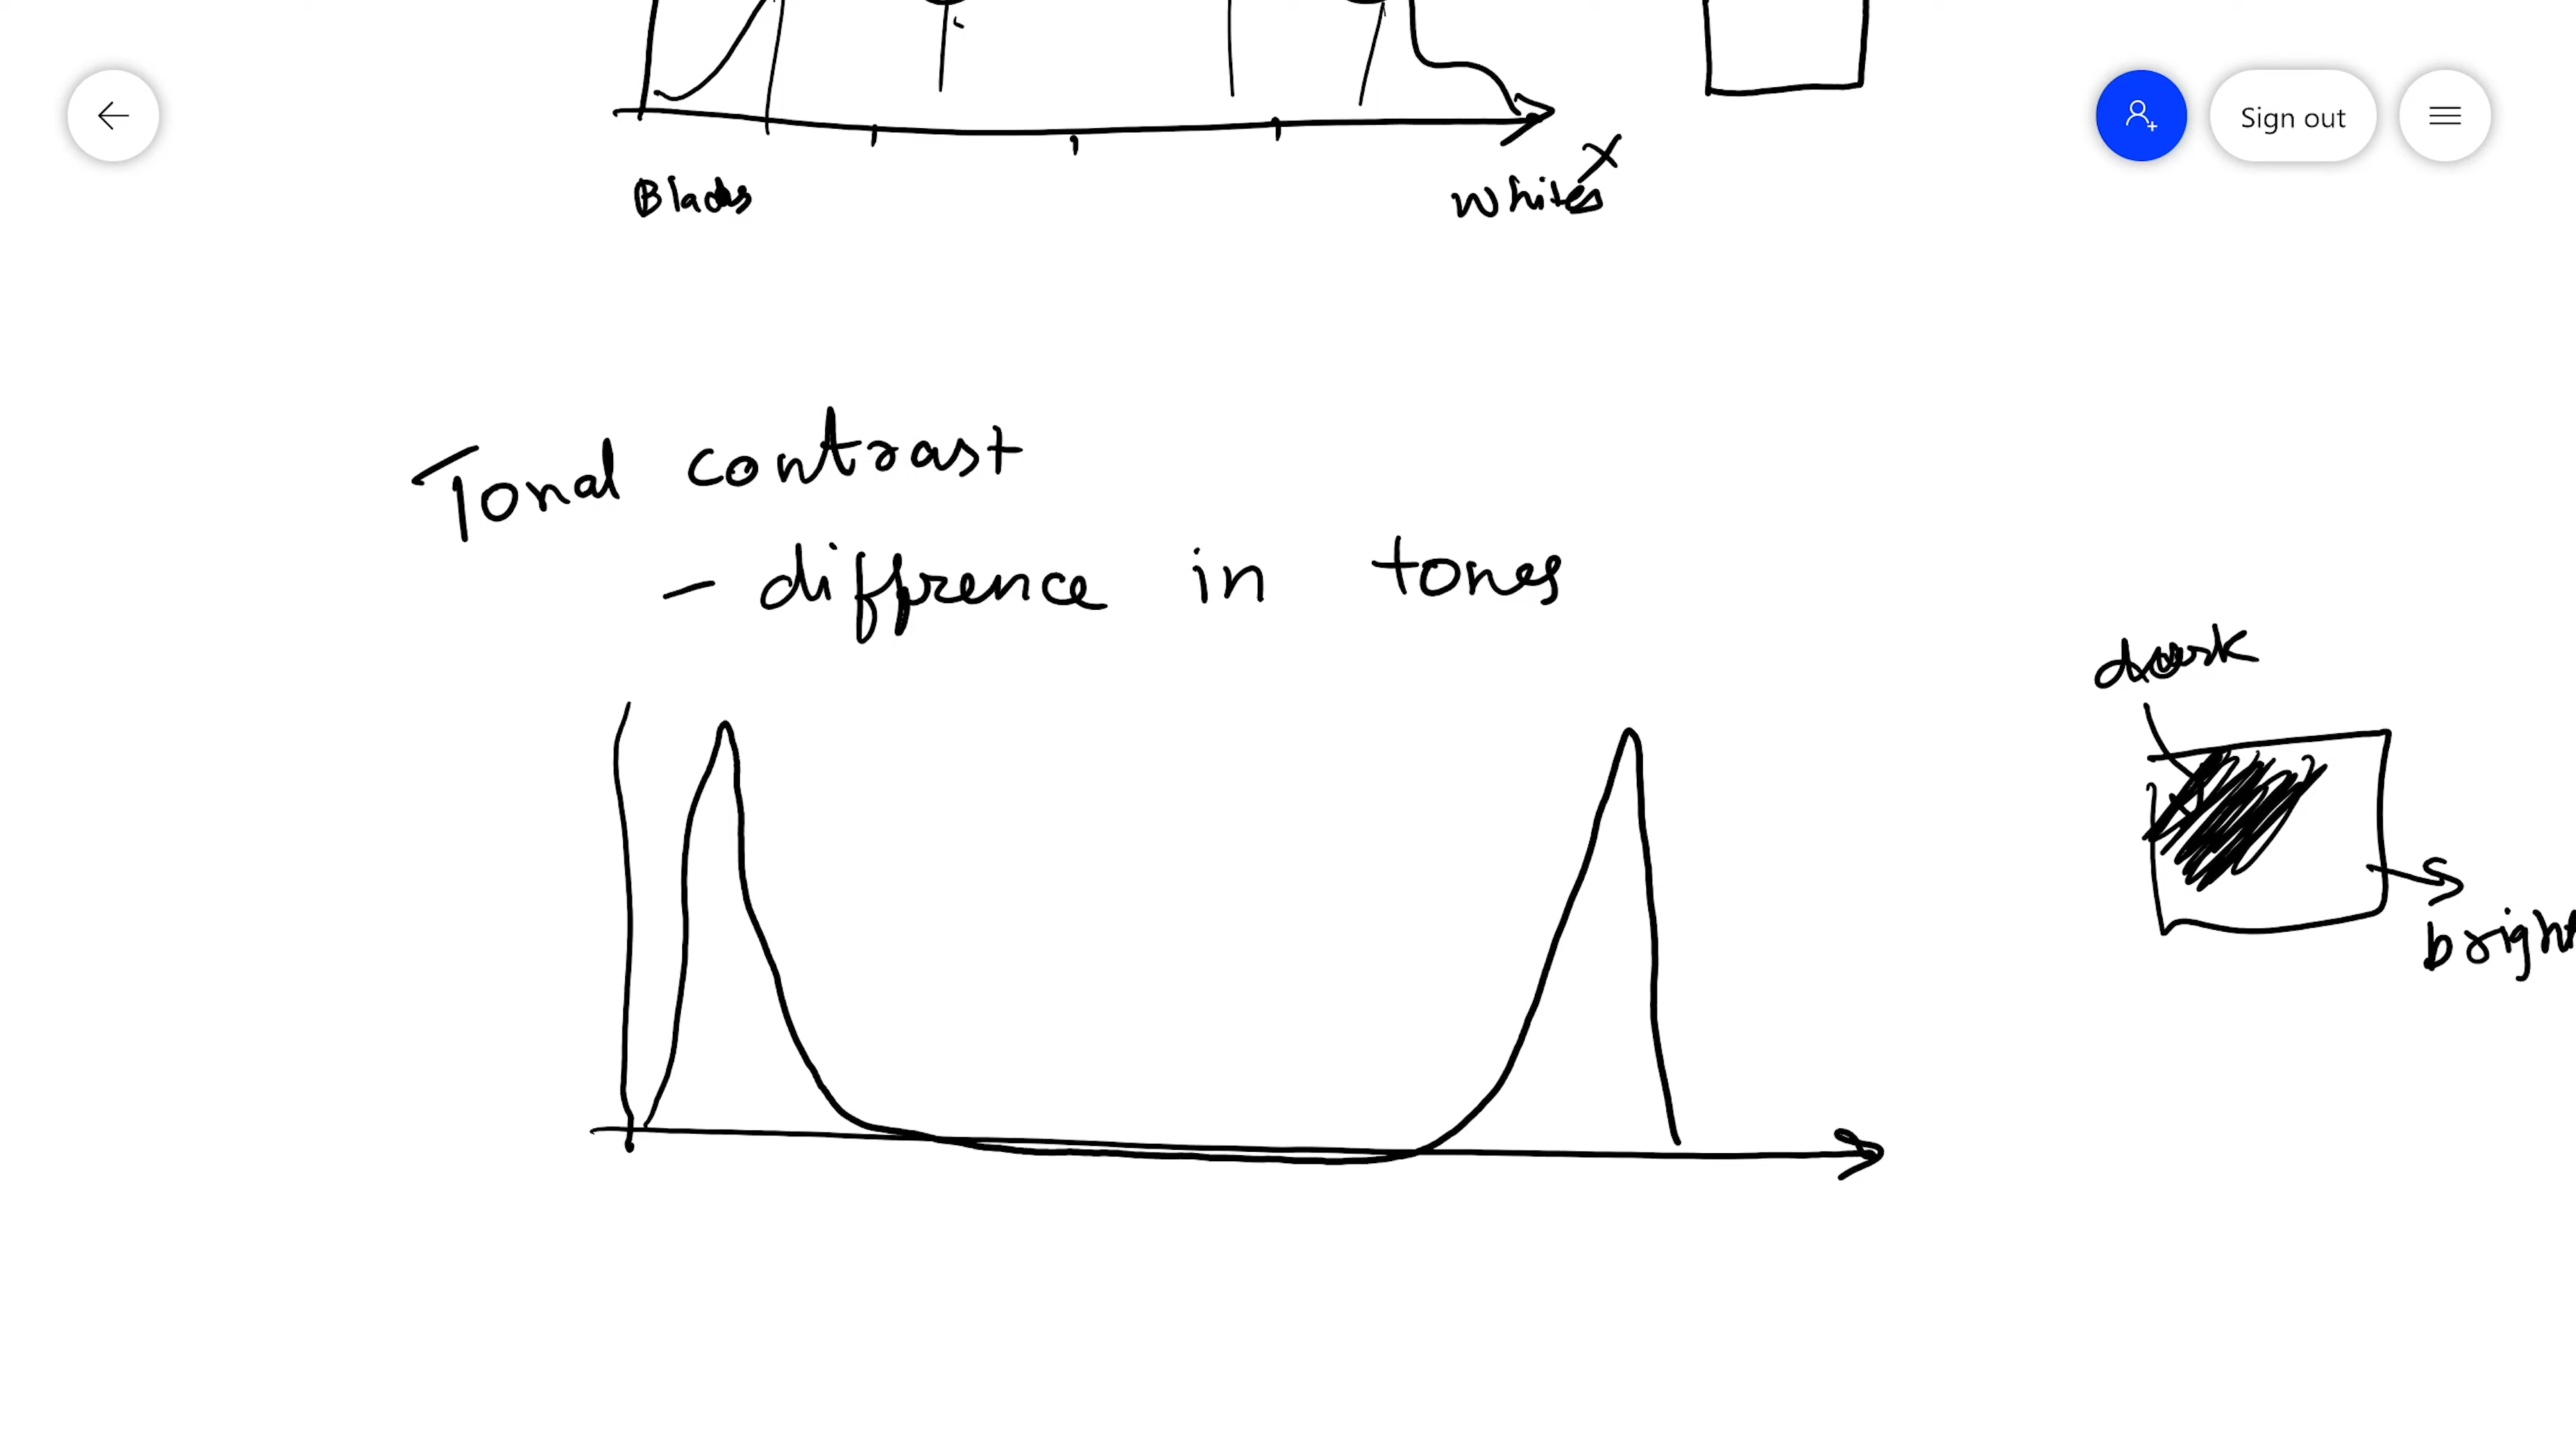 Sign out
Blacks
Whites
X
Tonal contrast
- diffrence in tones
dark
bright